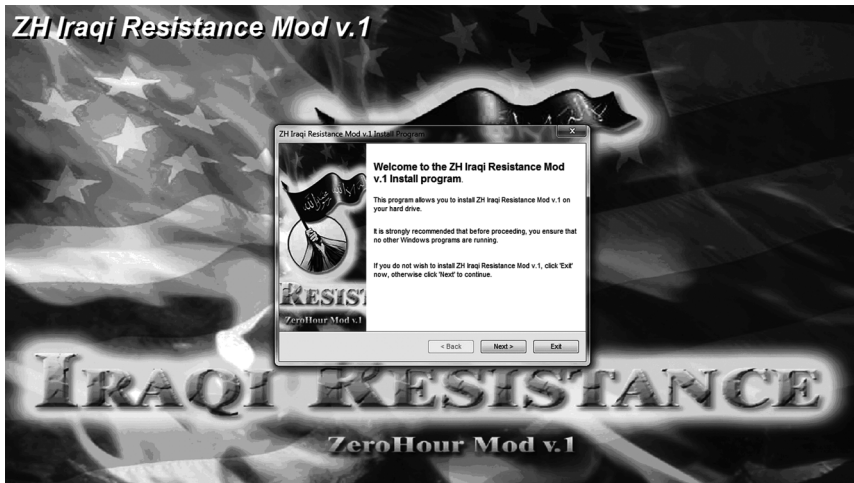 ZH Iraqi Resistance Mod v.1
ZH Iraqi Resistance Mod v.1 Install Program
Welcome to the ZH Iraqi Resistance Mod
v.1 Install program.
This program allows you to install ZH Iraqi Resistance Mod v.1 on
your hard drive.
It is strongly recommended that before proceeding, you ensure that
no other Windows programs are running.
If you do not wish to install ZH Iraqi Resistance Mod v.1, click 'Exit'
now, otherwise click 'Next' to continue.
RESIST
ZeroHour Mod v.1
< Back
Next >
Exit
IRAQI RESISTANCE
ZeroHour Mod v.1